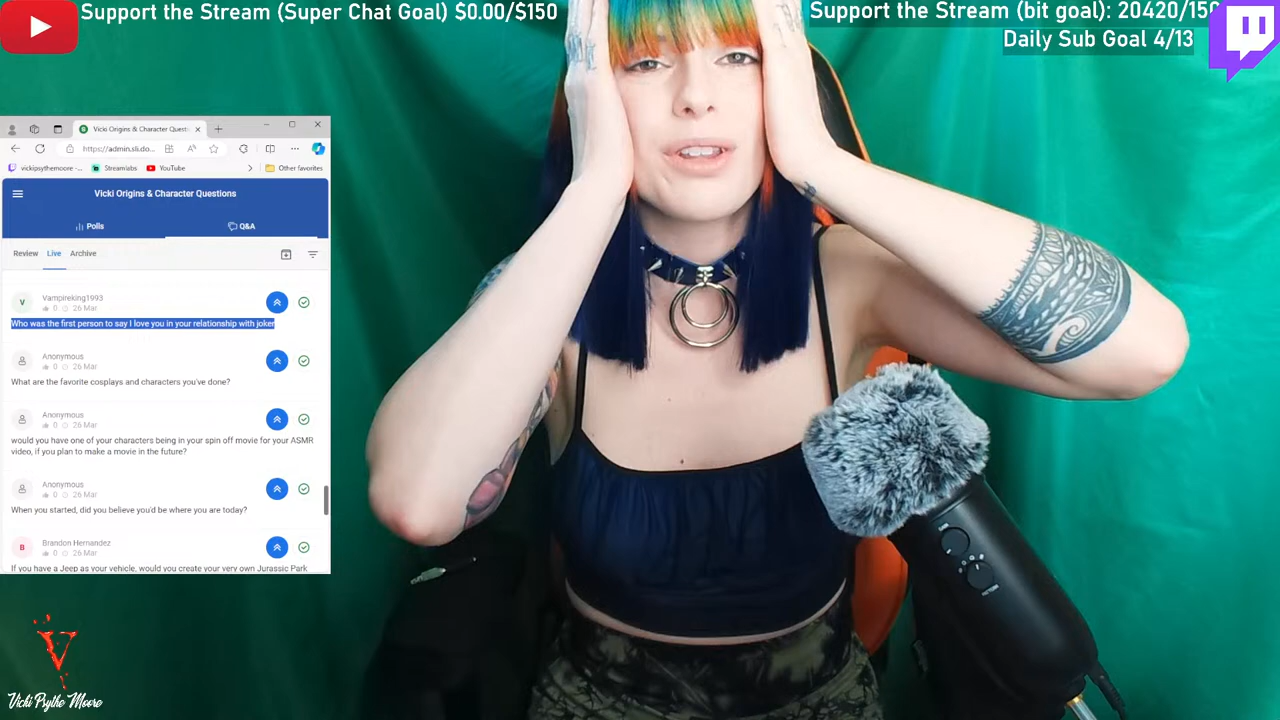 Support the Stream (Super Chat Goal) $0.00/$150
Support the Stream (bit goal): 20420/150
Daily Sub Goal 4/13
Vicki Origins & Character Questi
https://admin.sli.do...
vickipsythemoore -...
Streamlabs
YouTube
Other favorites
Vicki Origins & Character Questions
Polls
Q&A
Review
Live
Archive
V
Vampireking1993
0
26 Mar
Who was the first person to say I love you in your relationship with joker
Anonymous
0
26 Mar
What are the favorite cosplays and characters you've done?
Anonymous
0
26 Mar
would you have one of your characters being in your spin off movie for your ASMR
video, if you plan to make a movie in the future?
Anonymous
0
26 Mar
When you started, did you believe you'd be where you are today?
B
Brandon Hernandez
0
26 Mar
If you have a Jeep as your vehicle, would you create your very own Jurassic Park
V
Vicki Psythe Moore